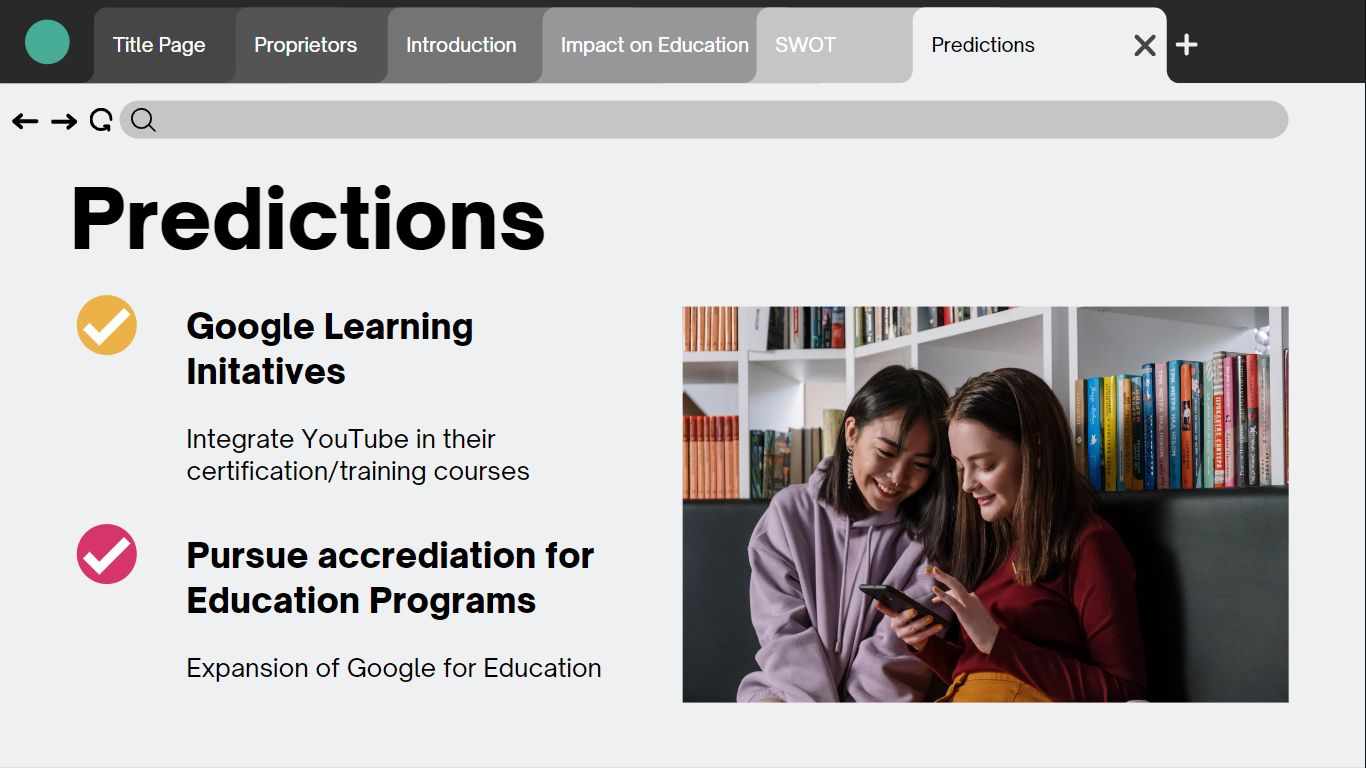 Title Page
Proprietors
Introduction
Impact on Education
SWOT
Predictions
Predictions
Google Learning
Initatives
Integrate YouTube in their
certification/training courses
Pursue accrediation for
Education Programs
Expansion of Google for Education